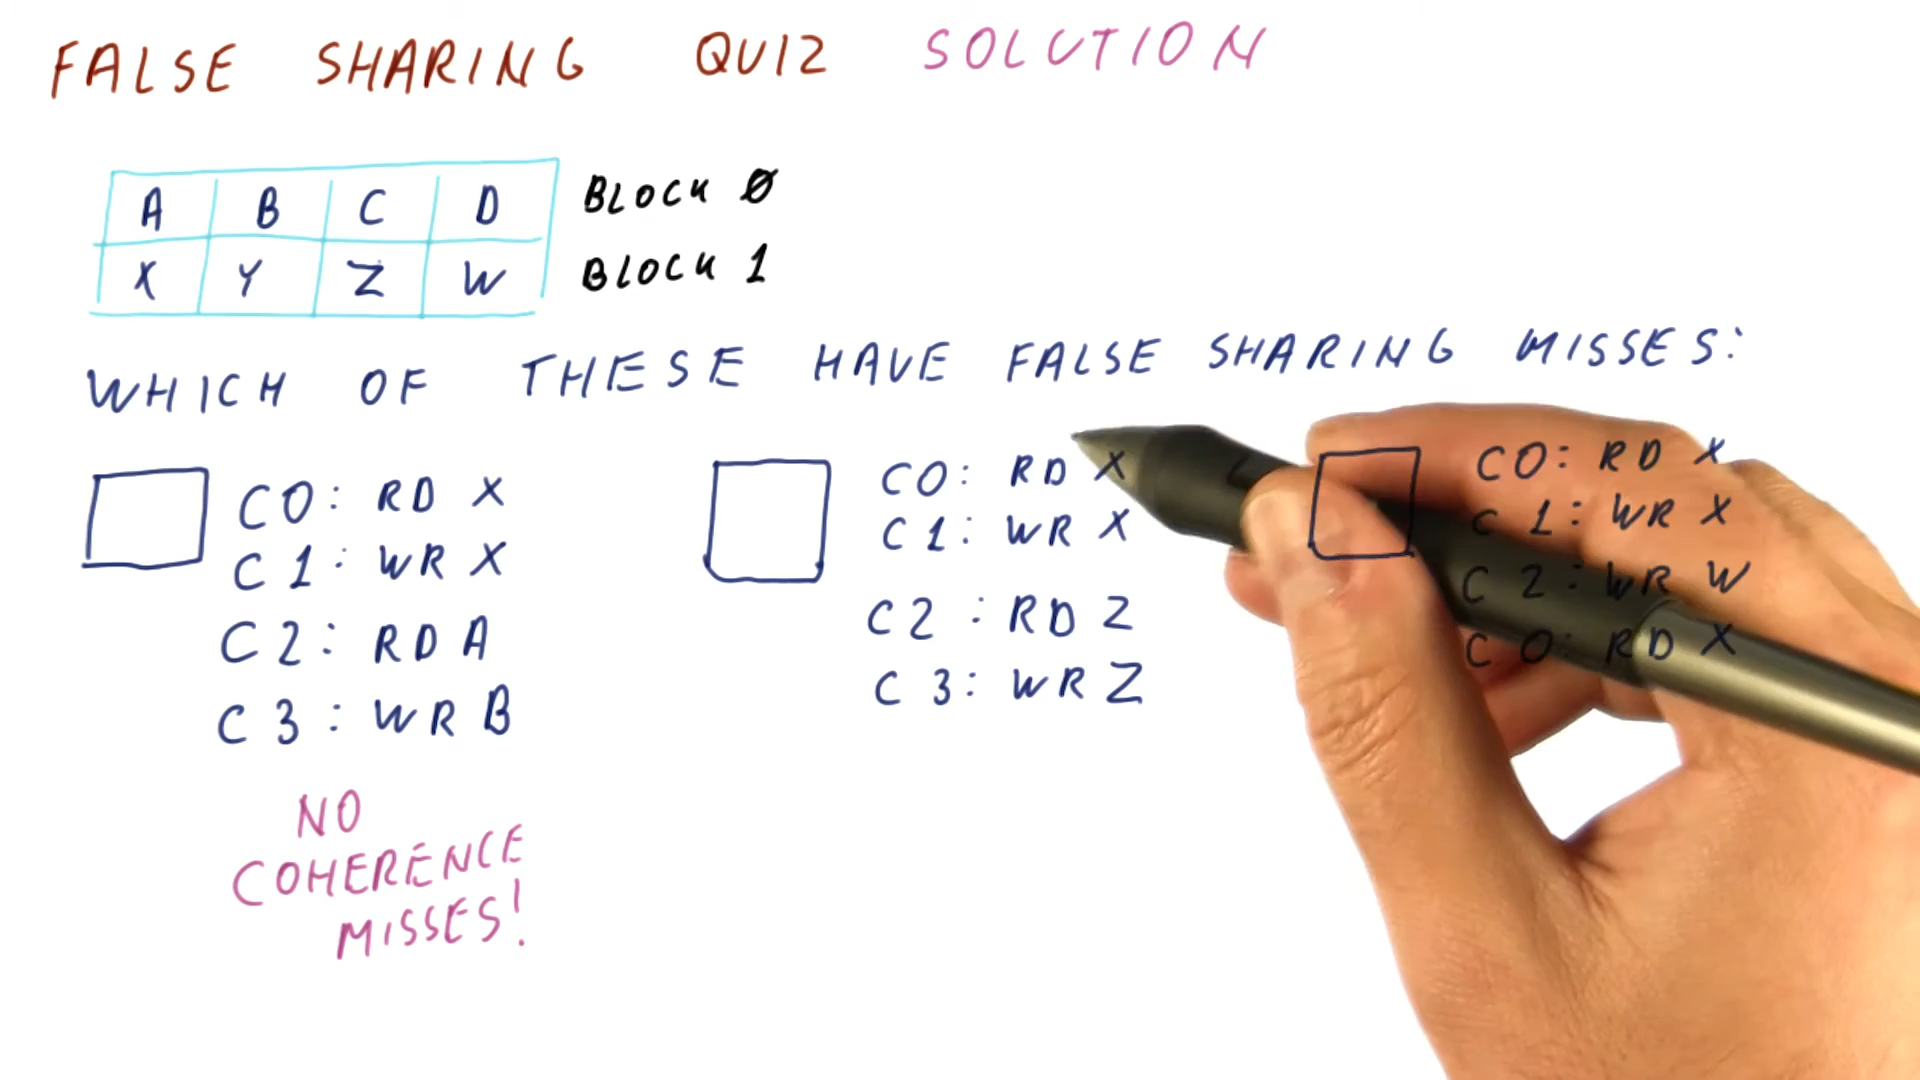 FALSE SHARING QUIZ SOLUTION
A B C D BLOCK 0
X Y Z W BLOCK 1
WHICH OF THESE HAVE FALSE SHARING MISSES:
C0: RD X
C1: WR X
C2: RD A
C3: WR B
NO
COHERENCE
MISSES!
C0: RD X
C1: WR X
C2: RD Z
C3: WR Z
C0: RD X
C1: WR X
C2: WR W
C0: RD X